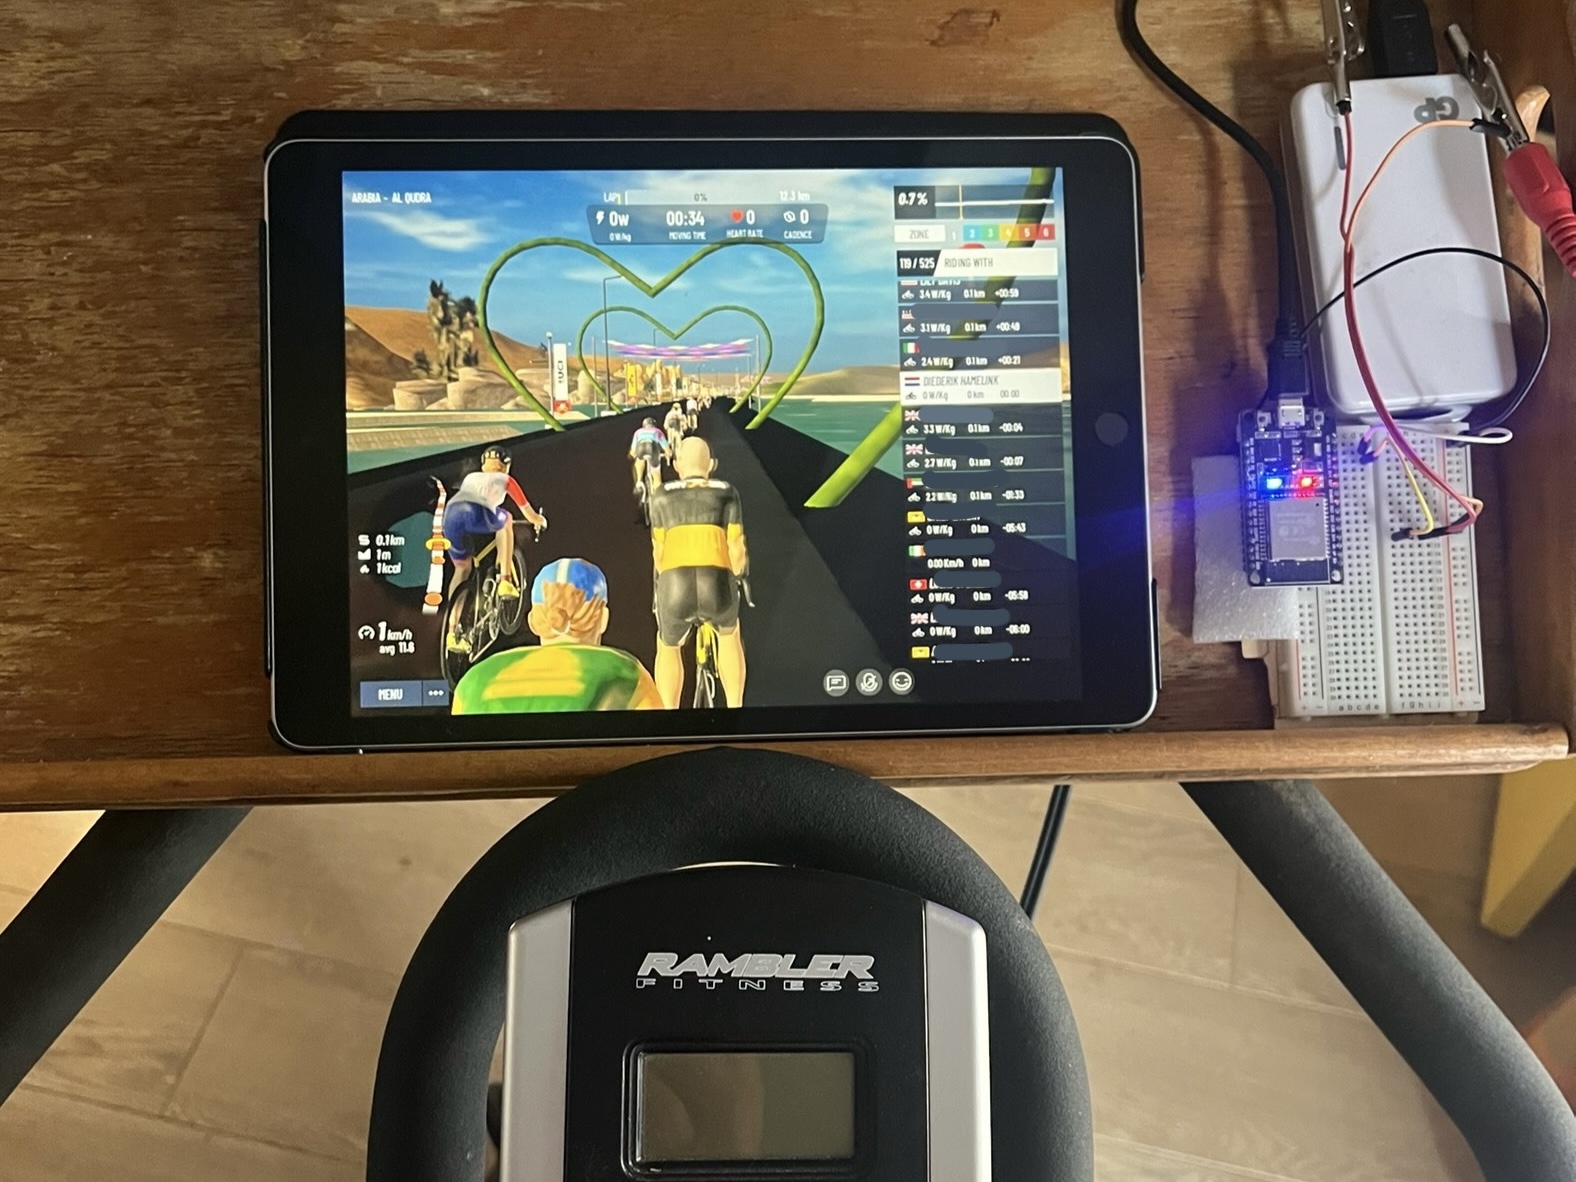 ARABIA - AL QUDRA
LAP 1 0% 12.3 km
0w 00:34 0 0
0 W/kg MOVING TIME HEART RATE CADENCE
0.7%
ZONE 1 2 3 4 5 6
119 / 525 RIDING WITH
3.4 W/Kg 0.1 km +00:59
3.1 W/Kg 0.1 km +00:48
2.4 W/Kg 0.1 km +00:21
DIEDERIK HAMELINK
0 W/Kg 0 km 00:00
3.3 W/Kg 0.1 km -00:04
2.7 W/Kg 0.1 km -00:07
2.2 W/Kg 0.1 km -01:33
0 W/Kg 0 km -05:43
0.00 Km/h 0 km
0 W/Kg 0 km -05:58
0 W/Kg 0 km -06:00
UCI
0.1 km
1 m
1 kcal
1 km/h
avg 11.6
MENU
GP
a b c d e f g h i j
RAMBLER
FITNESS